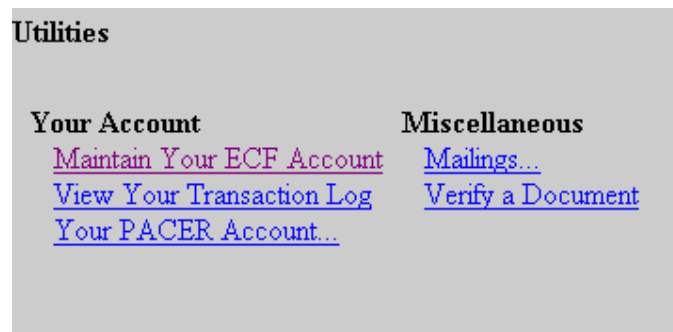 Utilities
Your Account
Maintain Your ECF Account
View Your Transaction Log
Your PACER Account...
Miscellaneous
Mailings...
Verify a Document